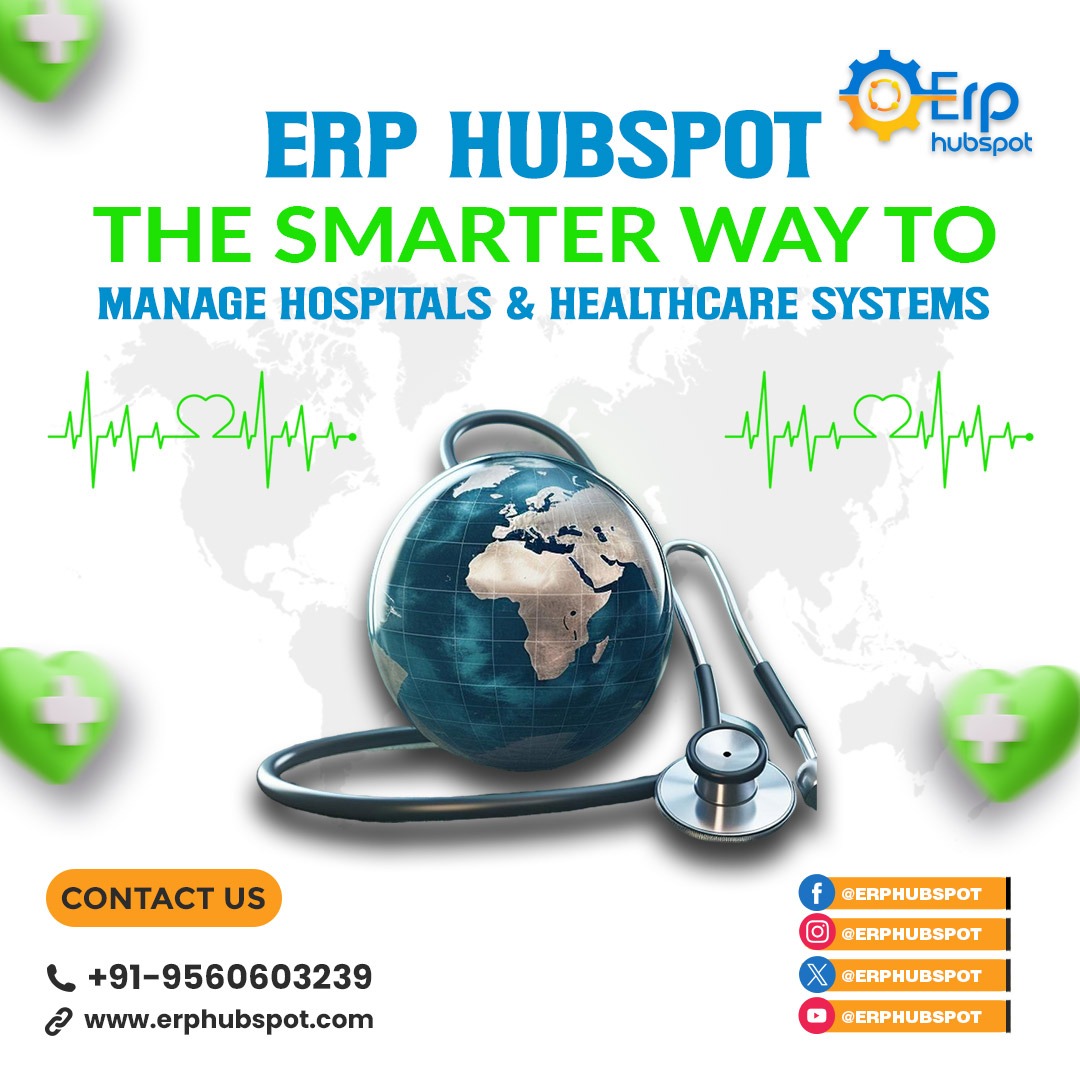 Erp
hubspot
ERP HUBSPOT
THE SMARTER WAY TO
MANAGE HOSPITALS & HEALTHCARE SYSTEMS
CONTACT US
+91-9560603239
www.erphubspot.com
@ERPHUBSPOT
@ERPHUBSPOT
@ERPHUBSPOT
@ERPHUBSPOT